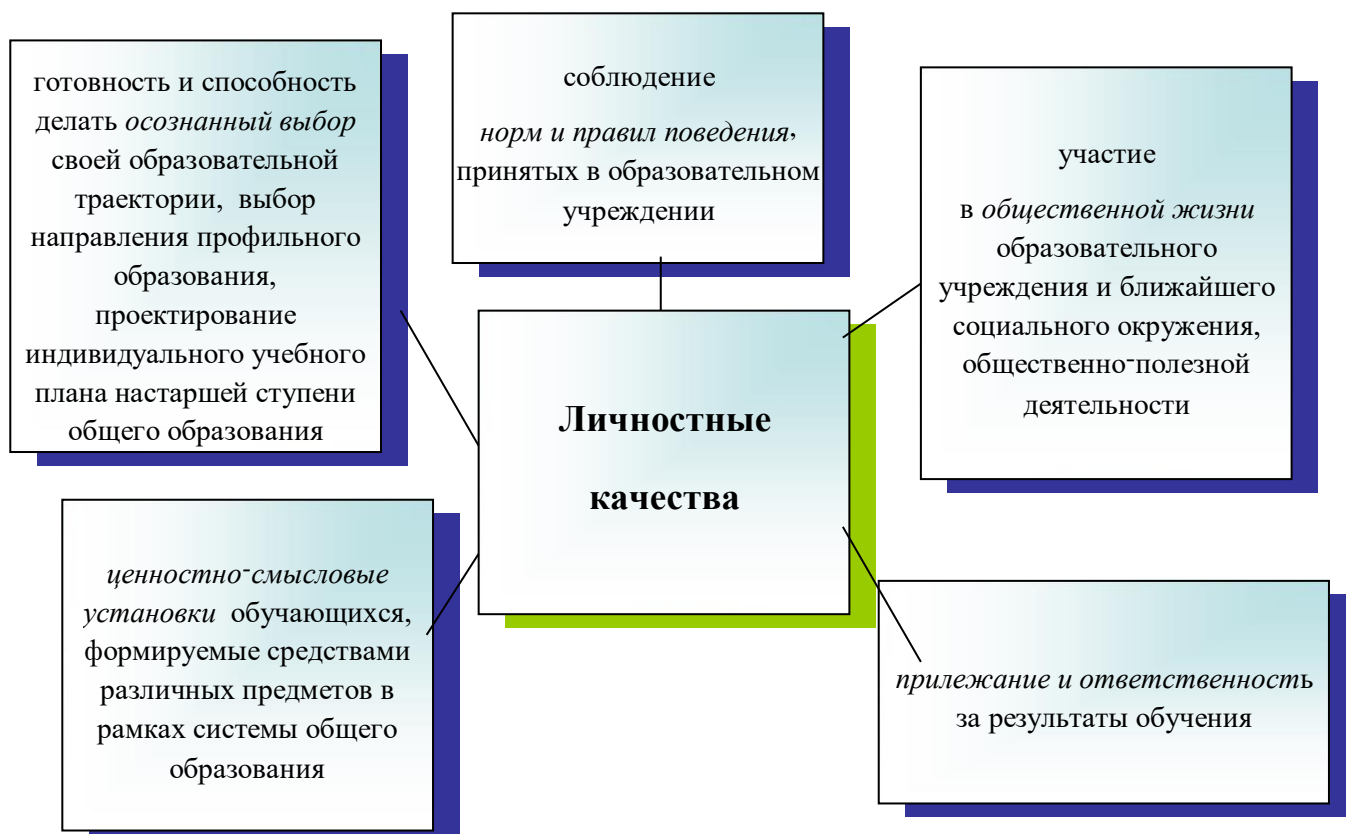 готовность и способность
делать осознанный выбор
своей образовательной
траектории, выбор
направления профильного
образования,
проектирование
индивидуального учебного
плана настаршей ступени
общего образования
соблюдение
норм и правил поведения,
принятых в образовательном
учреждении
участие
в общественной жизни
образовательного
учреждения и ближайшего
социального окружения,
общественно-полезной
деятельности
Личностные
качества
ценностно-смысловые
установки обучающихся,
формируемые средствами
различных предметов в
рамках системы общего
образования
прилежание и ответственность
за результаты обучения